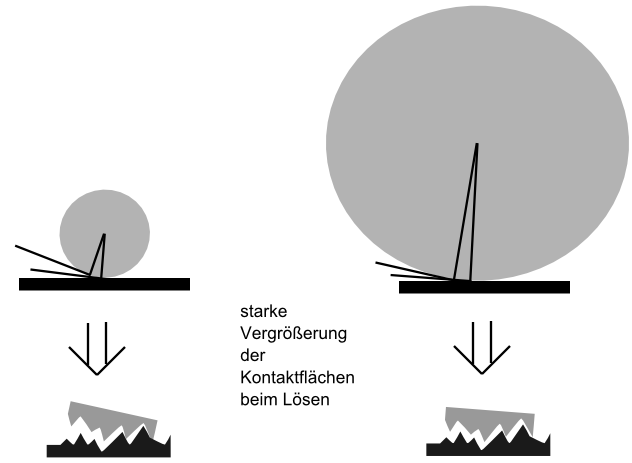 starke
Vergrößerung
der
Kontaktflächen
beim Lösen